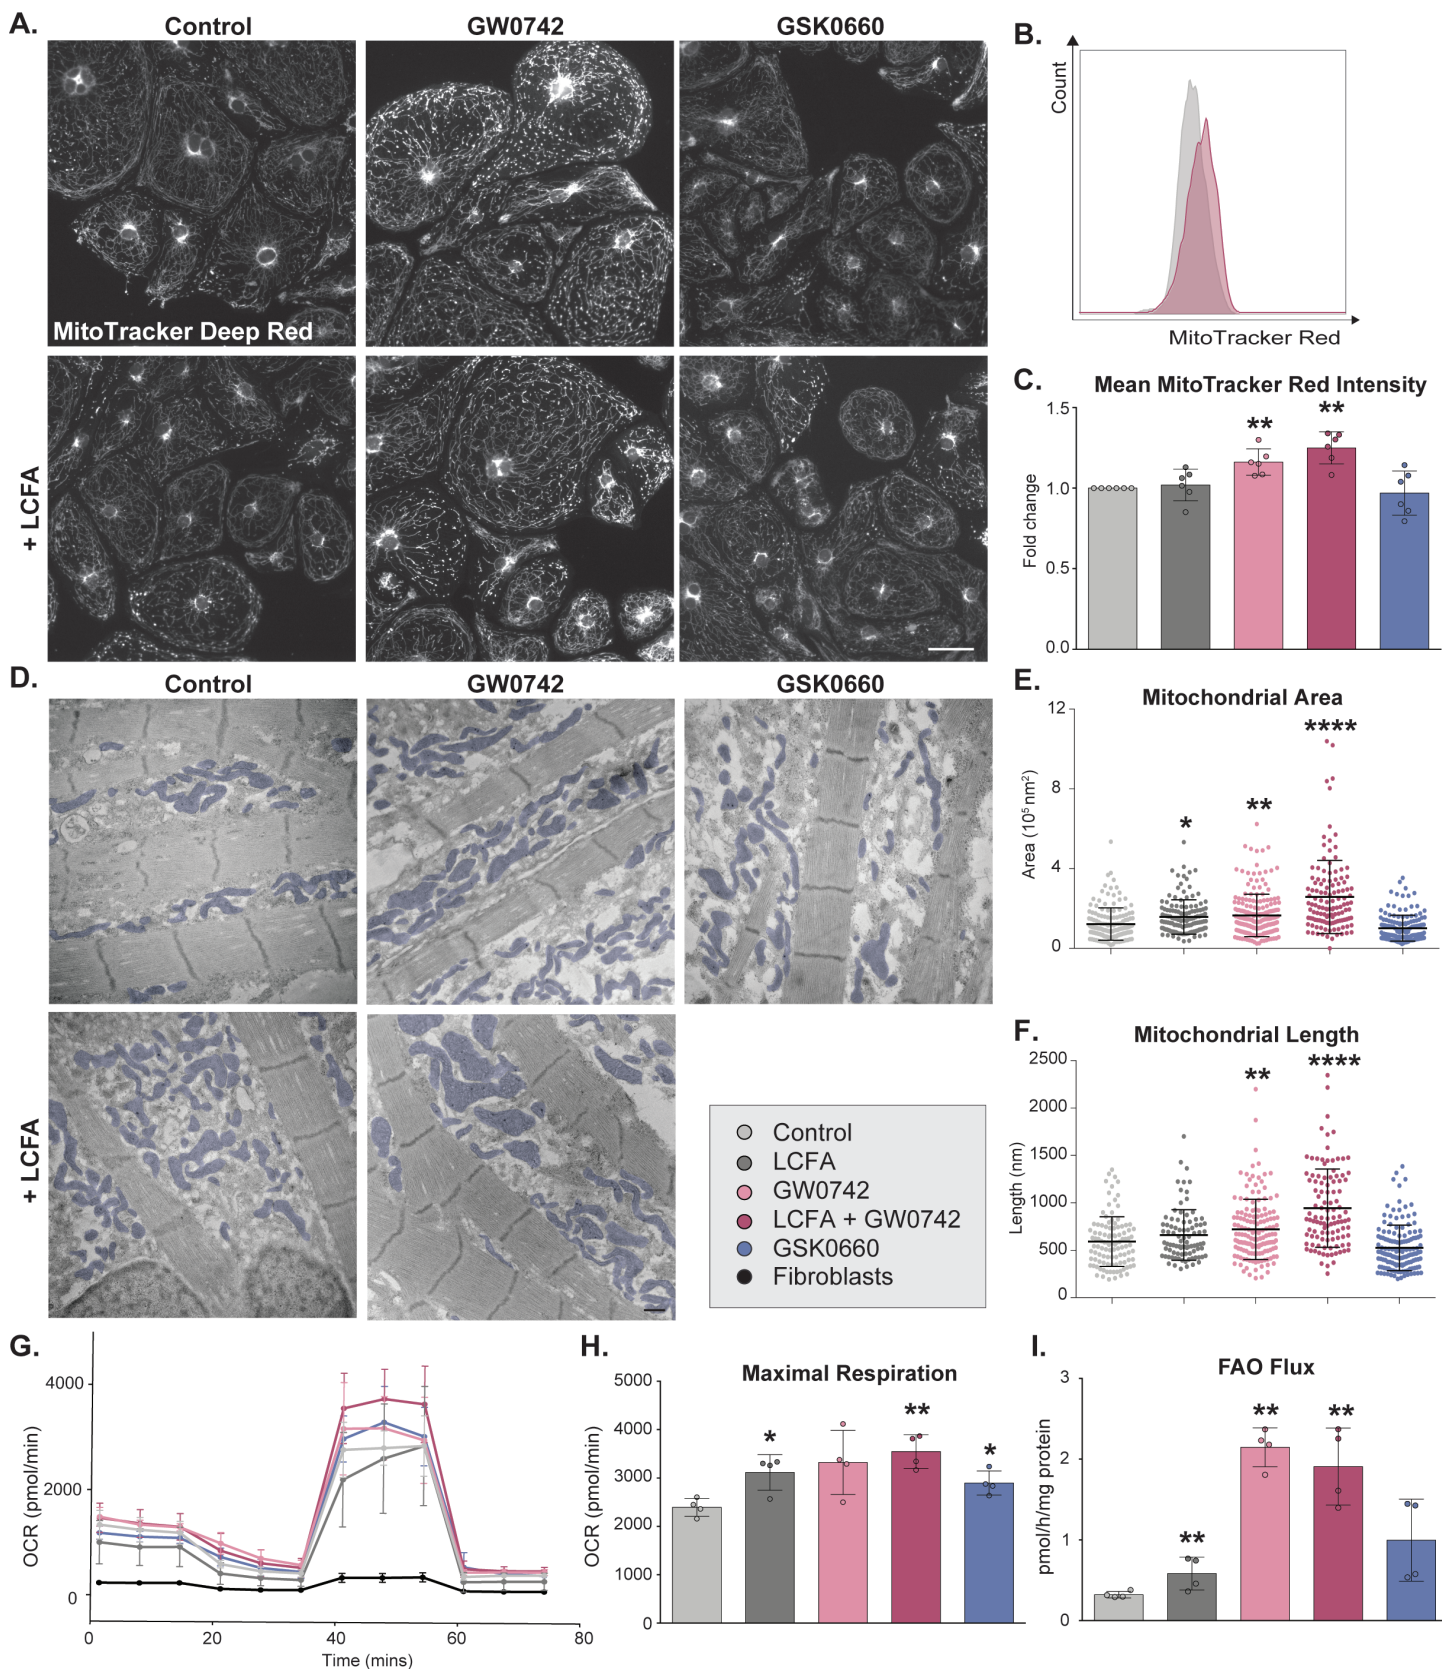 A.
Control
GW0742
GSK0660
MitoTracker Deep Red
+ LCFA
B.
Count
MitoTracker Red
C.
Mean MitoTracker Red Intensity
Fold change
1.5
1.0
0.5
0.0
**
**
D.
Control
GW0742
GSK0660
+ LCFA
Control
LCFA
GW0742
LCFA + GW0742
GSK0660
Fibroblasts
E.
Mitochondrial Area
Area (10⁵ nm²)
12
8
4
0
*
**
****
F.
Mitochondrial Length
Length (nm)
2500
2000
1500
1000
500
0
**
****
G.
OCR (pmol/min)
4000
2000
0
0
20
40
60
80
Time (mins)
H.
Maximal Respiration
OCR (pmol/min)
5000
4000
3000
2000
1000
0
*
**
*
I.
FAO Flux
pmol/h/mg protein
3
2
1
0
**
**
**